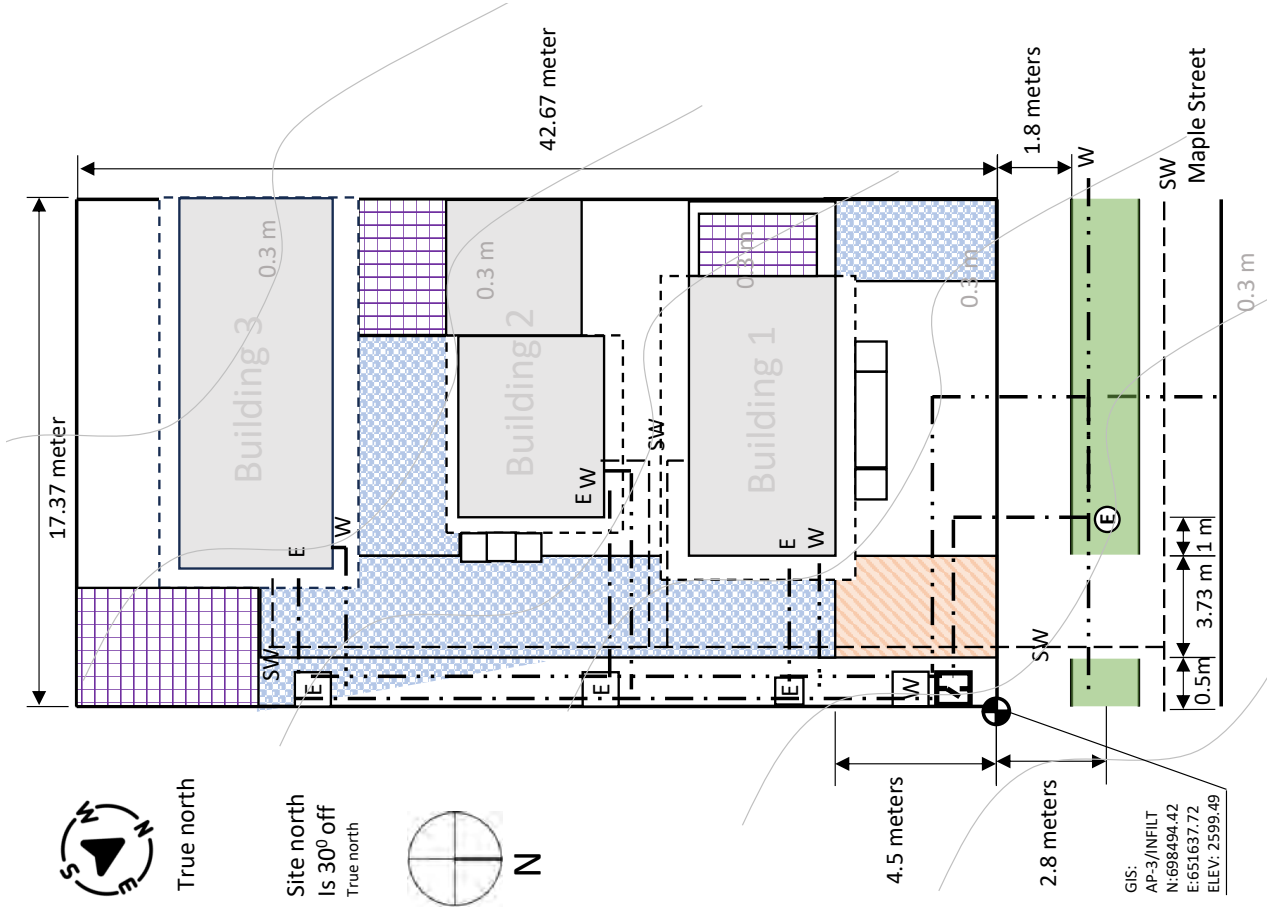 17.37 meter
42.67 meter
Building 3
0.3 m
E
W
SW
Building 2
0.3 m
E W
SW
Building 1
0.3 m
E
W
0.3 m
E
E
E
W
1.8 meters
W
SW
Maple Street
E
SW
0.5m
3.73 m
1 m
0.3 m
4.5 meters
2.8 meters
S
W
E
N
True north
Site north
Is 30⁰ off
True north
N
GIS:
AP-3/INFILT
N:698494.42
E:651637.72
ELEV: 2599.49